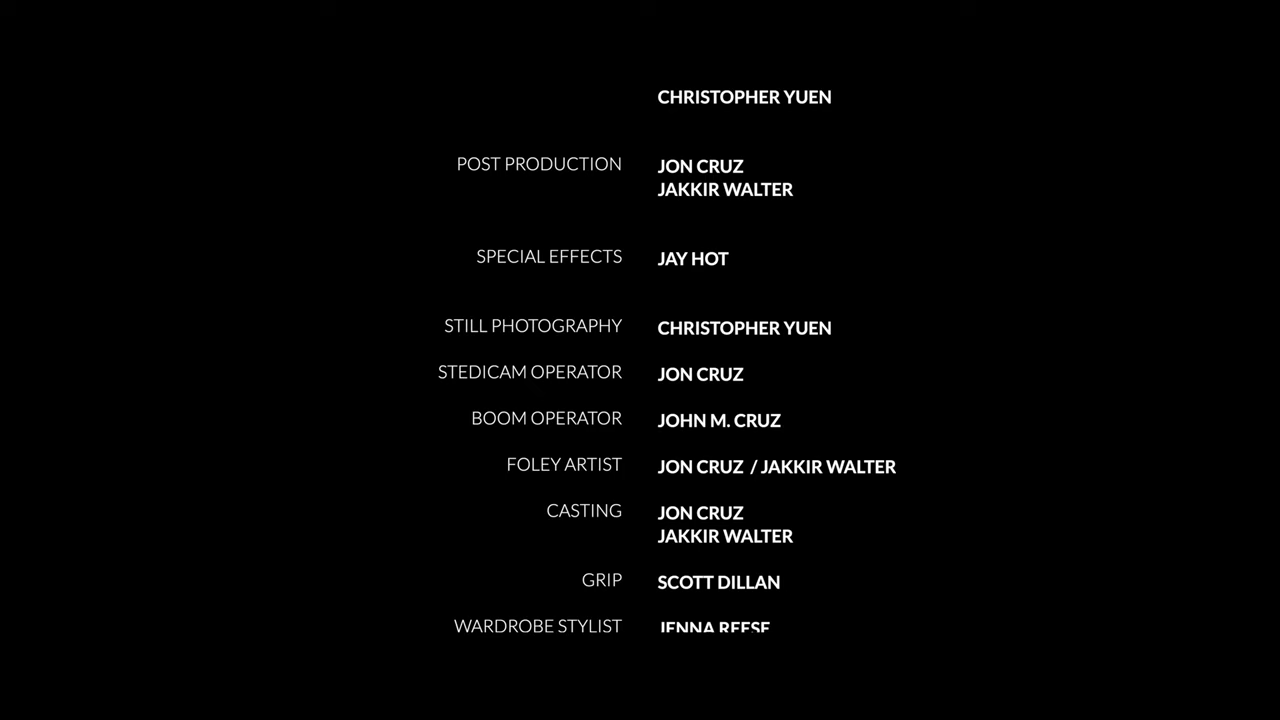 CHRISTOPHER YUEN
POST PRODUCTION JON CRUZ
JAKKIR WALTER
SPECIAL EFFECTS JAY HOT
STILL PHOTOGRAPHY CHRISTOPHER YUEN
STEDICAM OPERATOR JON CRUZ
BOOM OPERATOR JOHN M. CRUZ
FOLEY ARTIST JON CRUZ / JAKKIR WALTER
CASTING JON CRUZ
JAKKIR WALTER
GRIP SCOTT DILLAN
WARDROBE STYLIST JENNA REESE